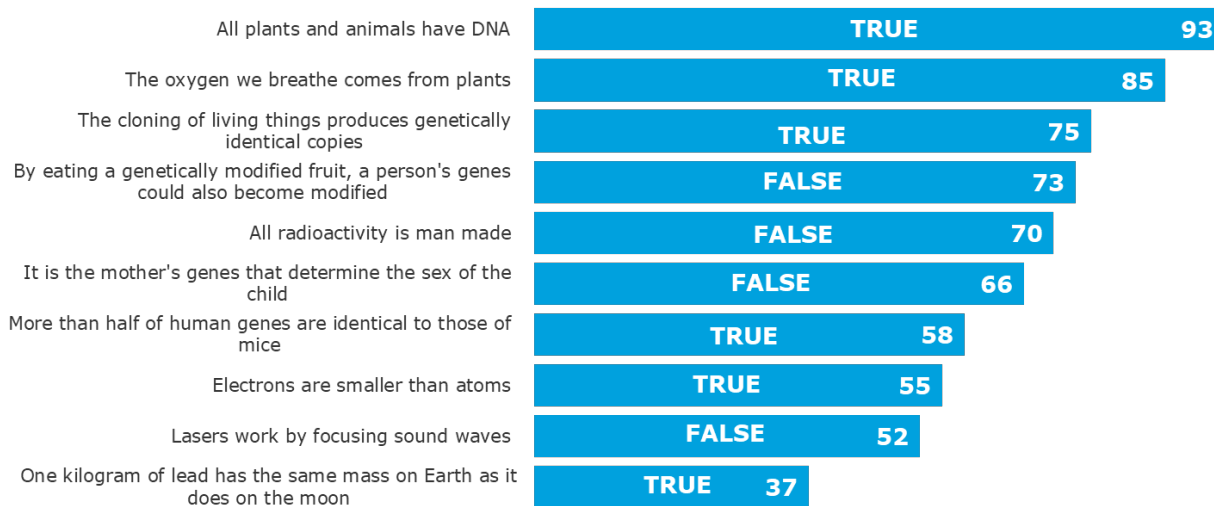 All plants and animals have DNA TRUE 93
The oxygen we breathe comes from plants TRUE 85
The cloning of living things produces genetically
identical copies TRUE 75
By eating a genetically modified fruit, a person's genes
could also become modified FALSE 73
All radioactivity is man made FALSE 70
It is the mother's genes that determine the sex of the
child FALSE 66
More than half of human genes are identical to those of
mice TRUE 58
Electrons are smaller than atoms TRUE 55
Lasers work by focusing sound waves FALSE 52
One kilogram of lead has the same mass on Earth as it
does on the moon TRUE 37